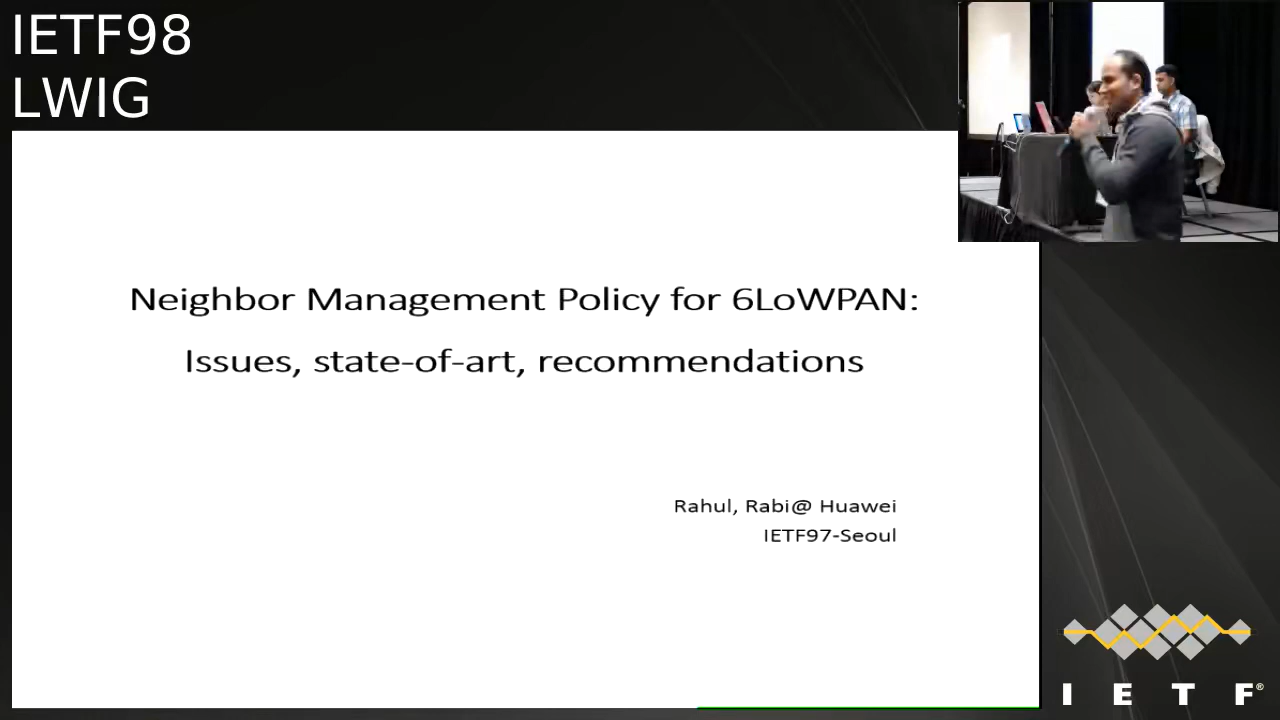 IETF98
LWIG
Neighbor Management Policy for 6LoWPAN:
Issues, state-of-art, recommendations
Rahul, Rabi@ Huawei
IETF97-Seoul
I E T F®